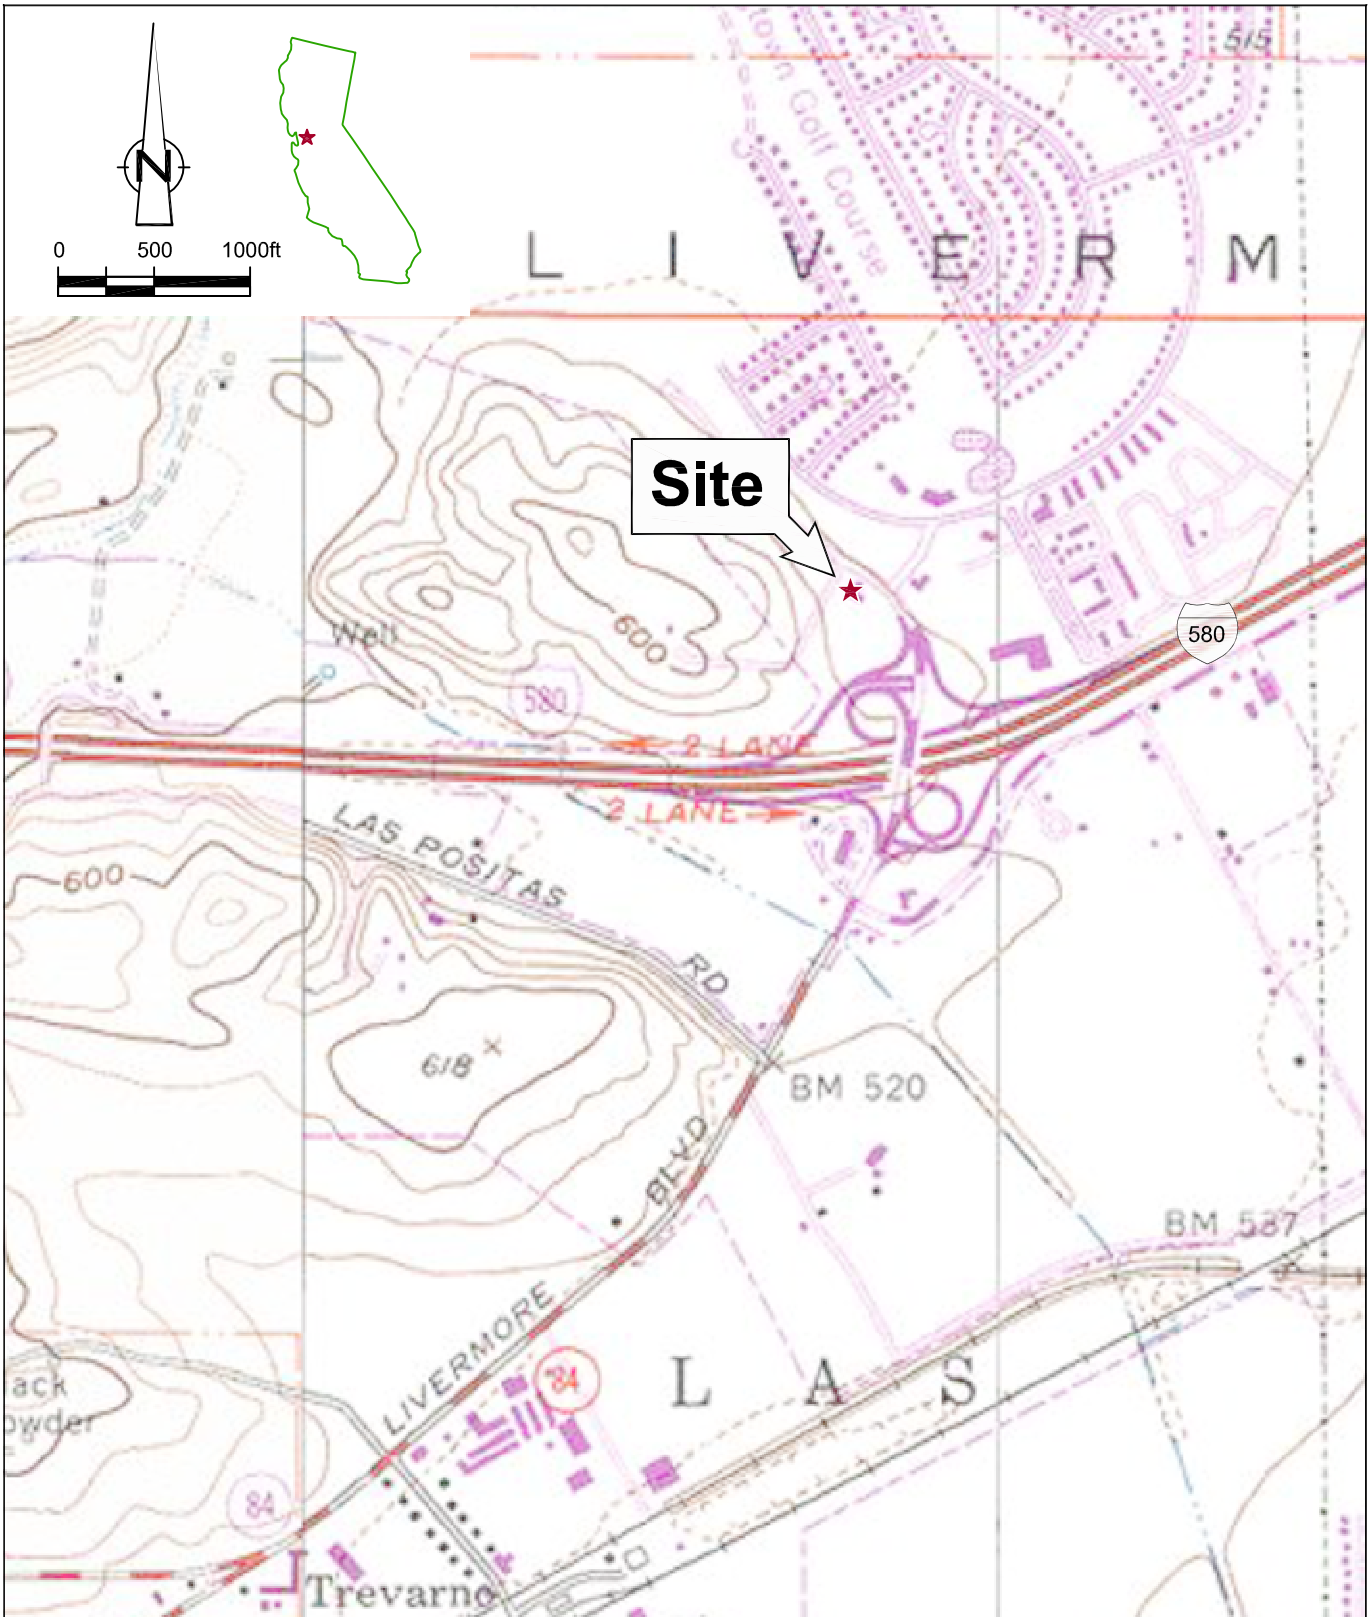 N
0 500 1000ft
Golf Course
515
L I V E R M
Site
Well
600
580
580
2 LANE
2 LANE
LAS POSITAS RD
600
618
BM 520
BLVD
BM 537
LIVERMORE
84
L A S
84
Trevarno